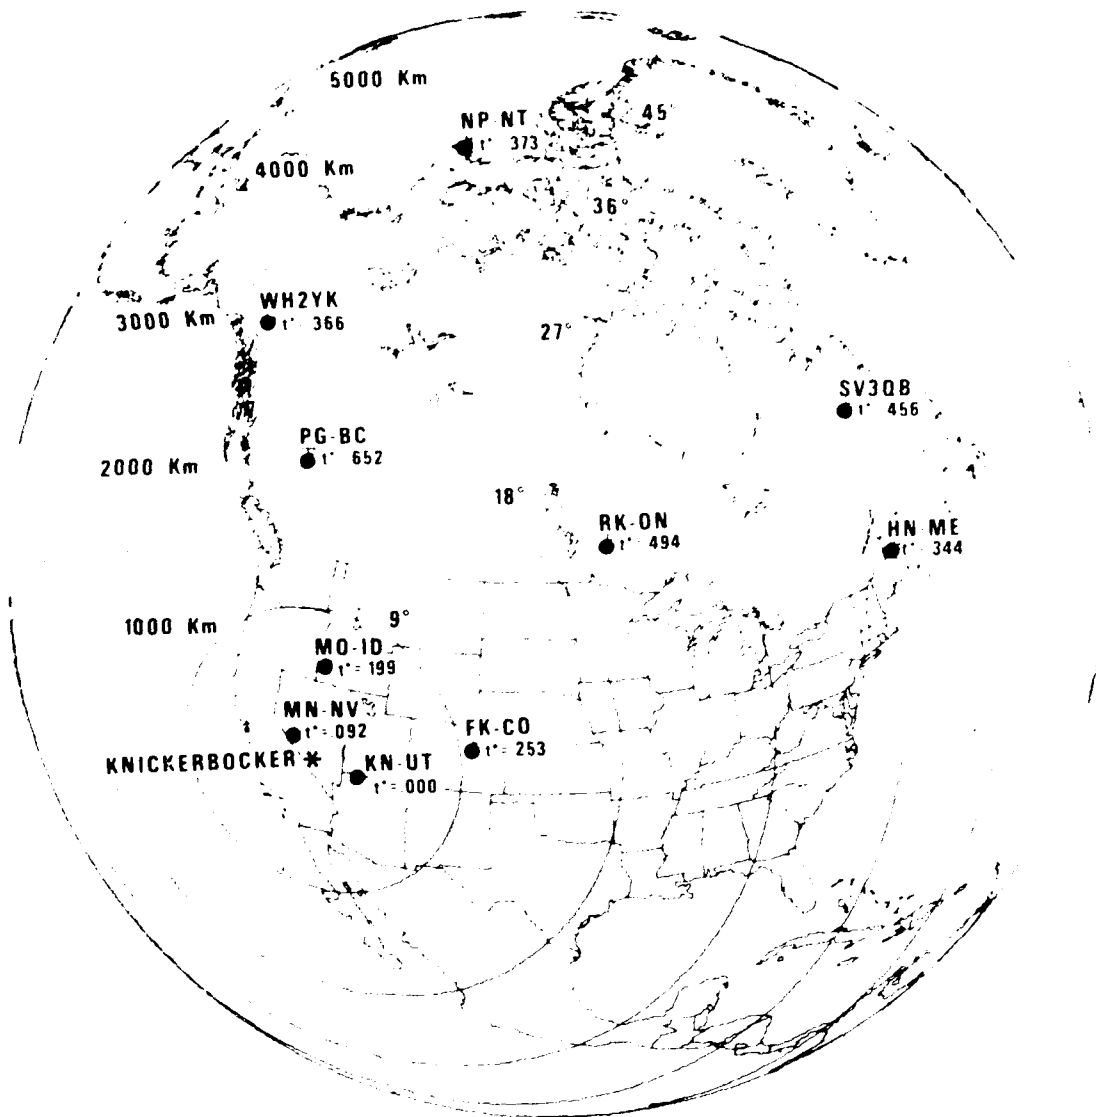 5000 Km
NP-NT
t* 373
45°
4000 Km
36°
WH2YK
t* 366
3000 Km
27°
SV3QB
t* 456
PG-BC
t* 652
2000 Km
18°
RK-ON
t* = 494
HN-ME
t* = 344
1000 Km
9°
MO-ID
t* = 199
MN-NV
t* = .092
FK-CO
t* = 253
KNICKERBOCKER *
KN-UT
t* = .000